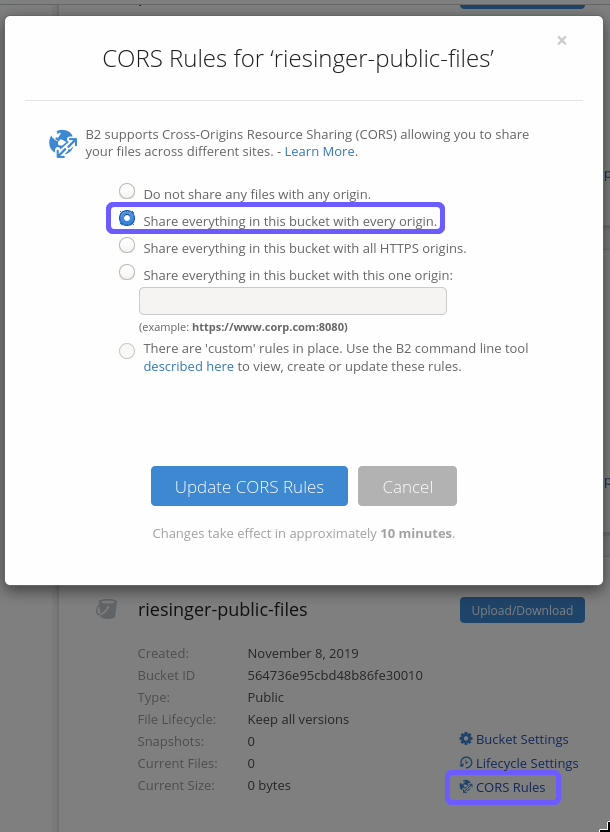 ×
CORS Rules for ‘riesinger-public-files’
B2 supports Cross-Origins Resource Sharing (CORS) allowing you to share
your files across different sites. - Learn More.
Do not share any files with any origin.
Share everything in this bucket with every origin.
Share everything in this bucket with all HTTPS origins.
Share everything in this bucket with this one origin:
(example: https://www.corp.com:8080)
There are 'custom' rules in place. Use the B2 command line tool
described here to view, create or update these rules.
Update CORS Rules
Cancel
Changes take effect in approximately 10 minutes.
riesinger-public-files
Upload/Download
Created: November 8, 2019
Bucket ID 564736e95cbd48b86fe30010
Type: Public
File Lifecycle: Keep all versions
Snapshots: 0
Bucket Settings
Current Files: 0
Lifecycle Settings
Current Size: 0 bytes
CORS Rules